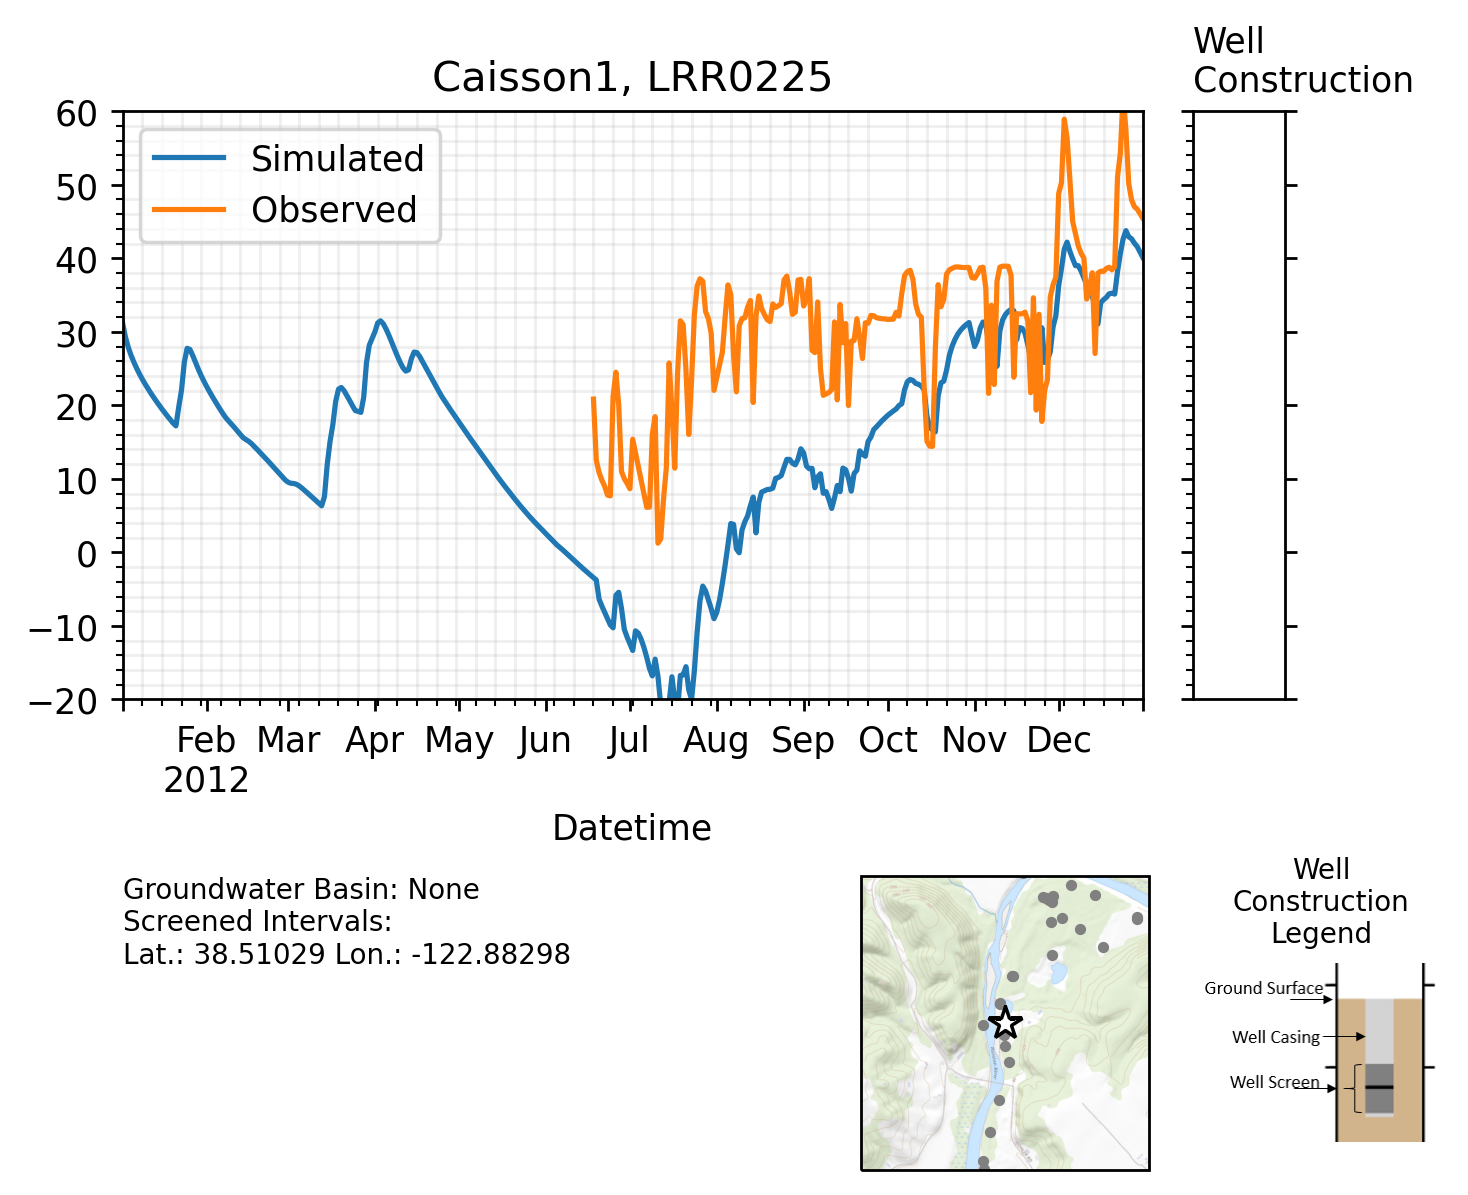 Well
Construction
Caisson1, LRR0225
60
50
40
30
20
10
0
−10
−20
Simulated
Observed
Feb Mar Apr May Jun Jul Aug Sep Oct Nov Dec
2012
Datetime
Groundwater Basin: None
Screened Intervals:
Lat.: 38.51029 Lon.: -122.88298
Well
Construction
Legend
Ground Surface
Well Casing
Well Screen